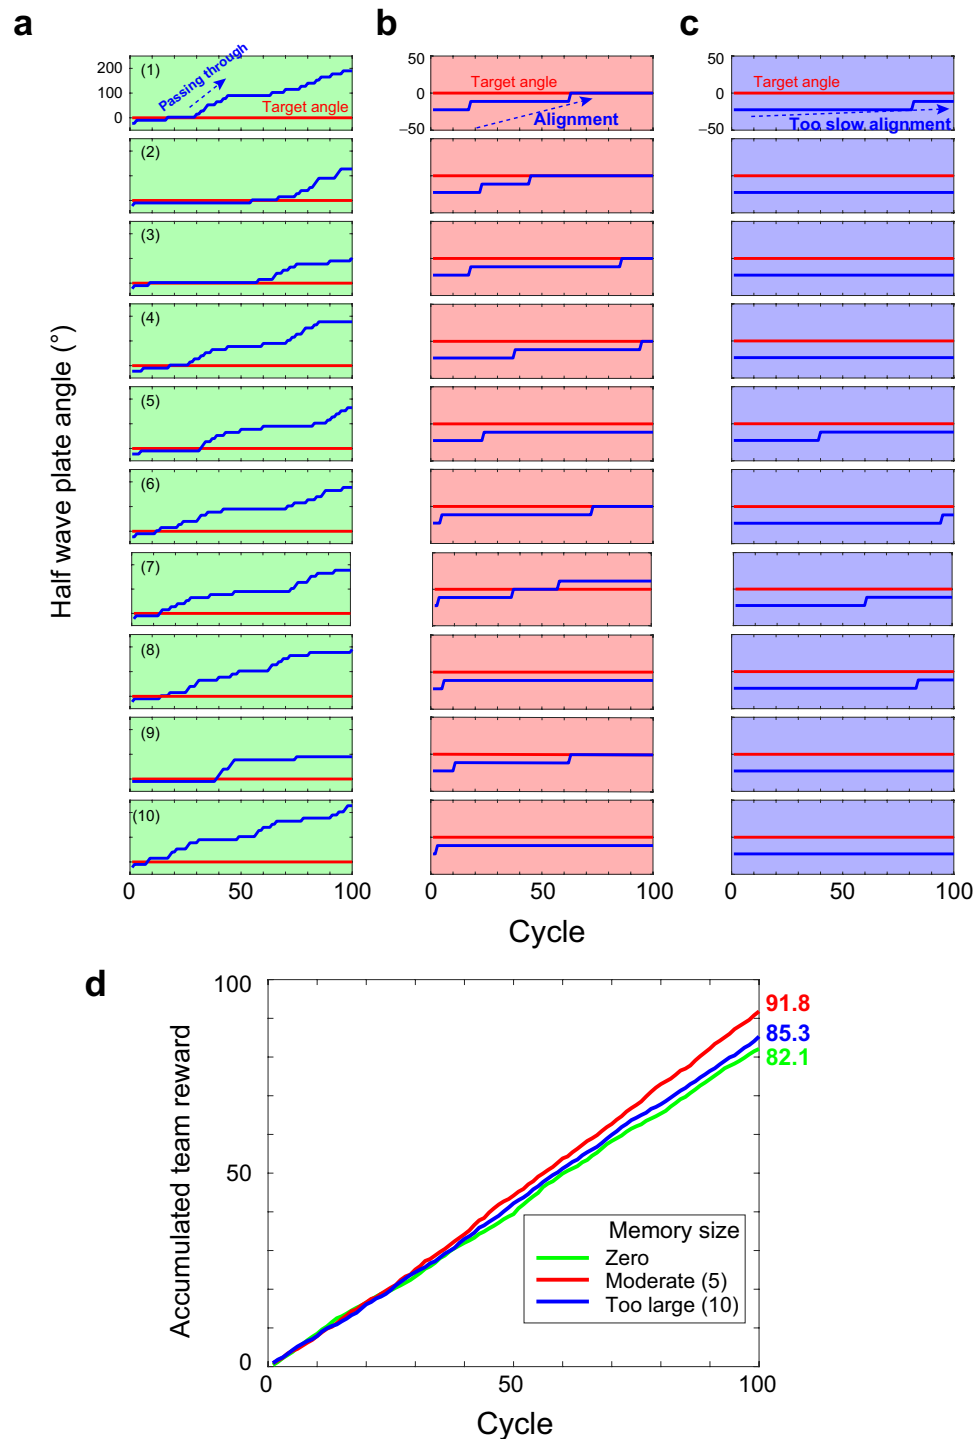 a
b
c
(1)
Passing through
Target angle
200
100
0
Target angle
Alignment
50
0
–50
Target angle
Too slow alignment
50
0
–50
(2)
(3)
(4)
(5)
(6)
(7)
(8)
(9)
(10)
Half wave plate angle (°)
0 50 100
0 50 100
0 50 100
Cycle
d
100
50
0
Accumulated team reward
91.8
85.3
82.1
Memory size
Zero
Moderate (5)
Too large (10)
0 50 100
Cycle